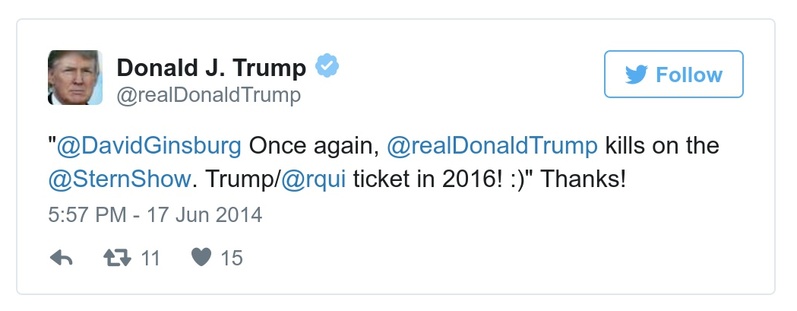 Donald J. Trump
@realDonaldTrump
Follow
"@DavidGinsburg Once again, @realDonaldTrump kills on the
@SternShow. Trump/@rqui ticket in 2016! :)" Thanks!
5:57 PM - 17 Jun 2014
11
15